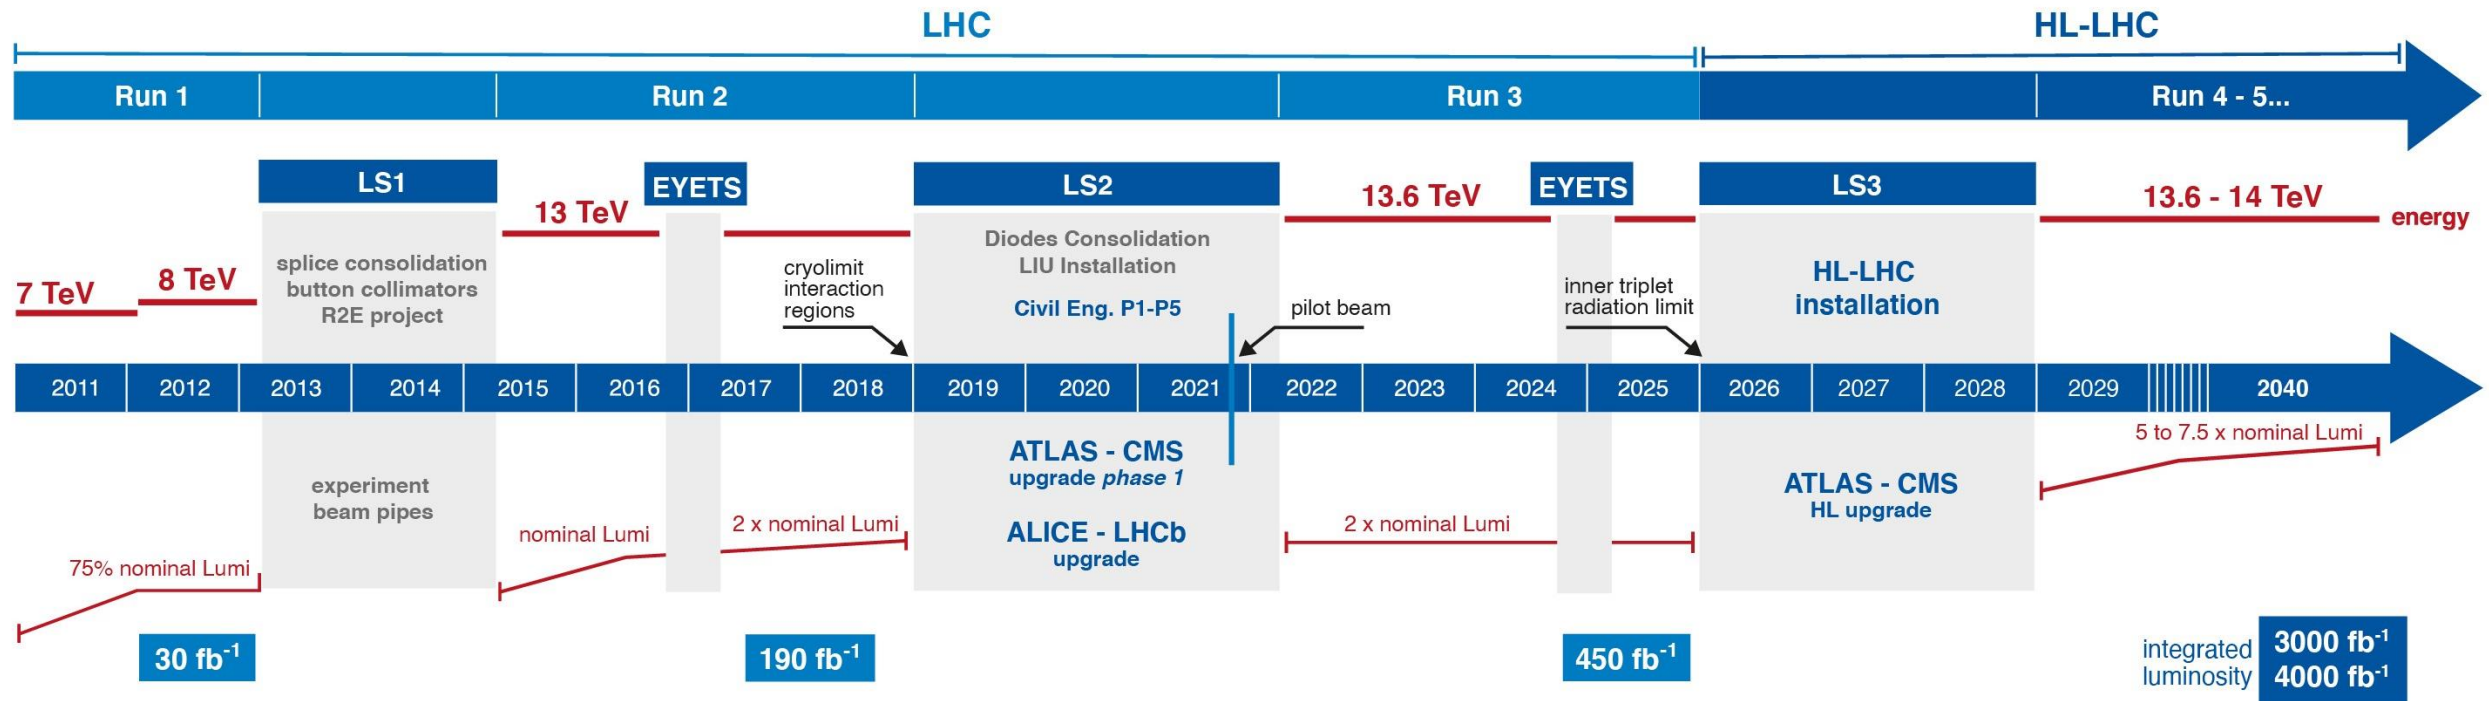 LHC
HL-LHC
Run 1
Run 2
Run 3
Run 4 - 5...
LS1
EYETS
LS2
EYETS
LS3
13 TeV
13.6 TeV
13.6 - 14 TeV
energy
7 TeV
8 TeV
splice consolidation
button collimators
R2E project
cryolimit
interaction
regions
Diodes Consolidation
LIU Installation
Civil Eng. P1-P5
pilot beam
inner triplet
radiation limit
HL-LHC
installation
2011
2012
2013
2014
2015
2016
2017
2018
2019
2020
2021
2022
2023
2024
2025
2026
2027
2028
2029
2040
5 to 7.5 x nominal Lumi
experiment
beam pipes
ATLAS - CMS
upgrade phase 1
ALICE - LHCb
upgrade
ATLAS - CMS
HL upgrade
75% nominal Lumi
nominal Lumi
2 x nominal Lumi
2 x nominal Lumi
30 fb⁻¹
190 fb⁻¹
450 fb⁻¹
integrated
luminosity
3000 fb⁻¹
4000 fb⁻¹